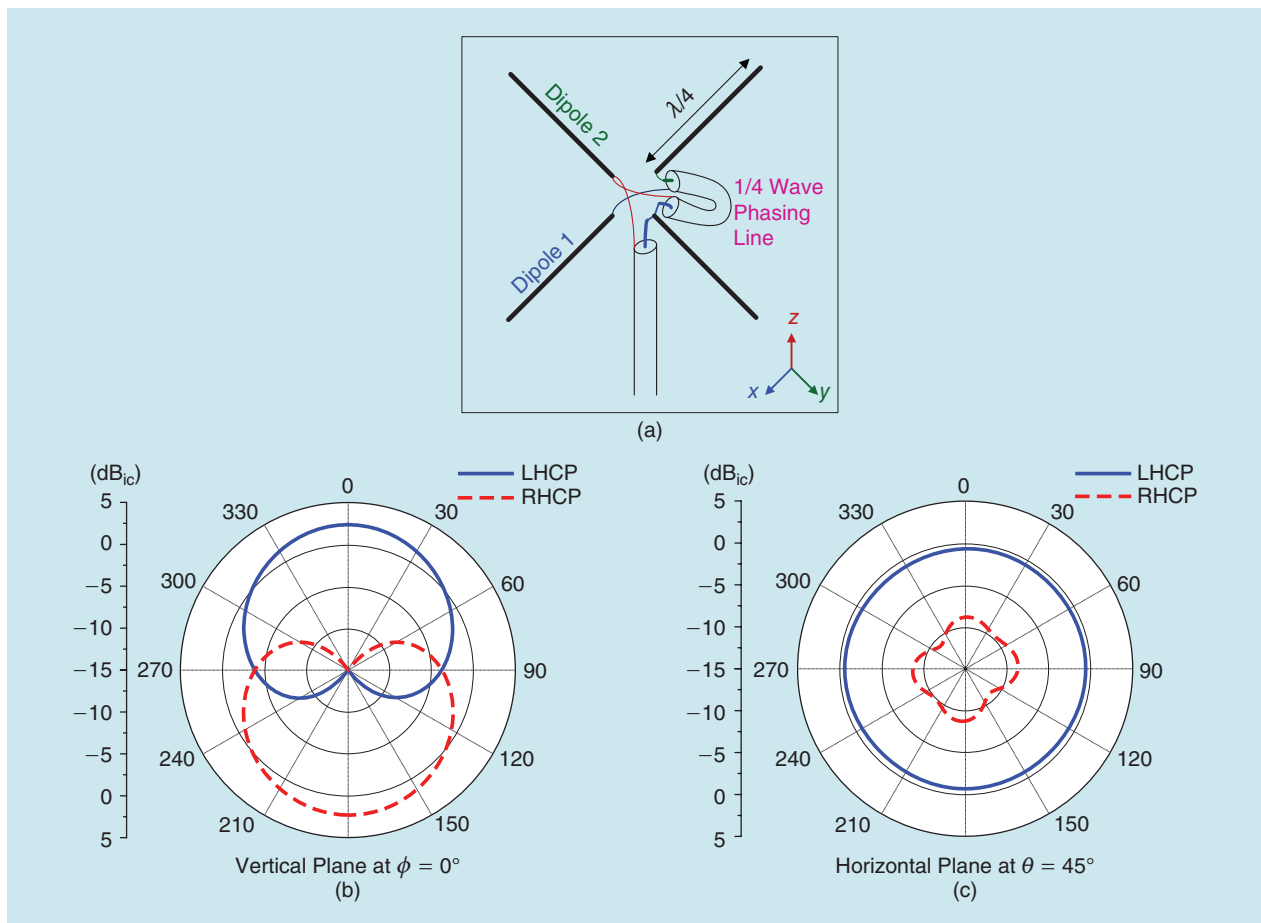 Dipole 2
λ/4
1/4 Wave
Phasing
Line
Dipole 1
z
x
y
(a)
(dBic)
LHCP
RHCP
0
30
60
90
120
150
210
240
270
300
330
5
0
−5
−10
−15
−10
−5
0
5
Vertical Plane at ϕ = 0°
(b)
(dBic)
LHCP
RHCP
0
30
60
90
120
150
210
240
270
300
330
5
0
−5
−10
−15
−10
−5
0
5
Horizontal Plane at θ = 45°
(c)